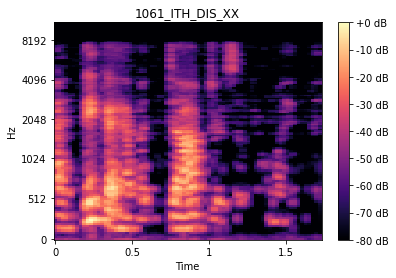 1061_ITH_DIS_XX
Hz
8192
4096
2048
1024
512
0
0
0.5
1
1.5
Time
+0 dB
-10 dB
-20 dB
-30 dB
-40 dB
-50 dB
-60 dB
-70 dB
-80 dB